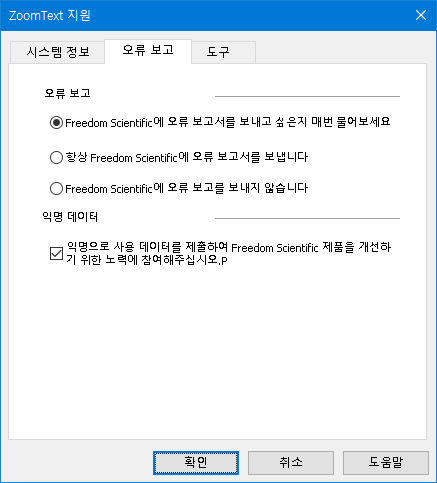 ZoomText 지원
시스템 정보
오류 보고
도구
오류 보고
Freedom Scientific에 오류 보고서를 보내고 싶은지 매번 물어보세요
항상 Freedom Scientific에 오류 보고서를 보냅니다
Freedom Scientific에 오류 보고를 보내지 않습니다
익명 데이터
익명으로 사용 데이터를 제출하여 Freedom Scientific 제품을 개선하
기 위한 노력에 참여해주십시오.P
확인
취소
도움말